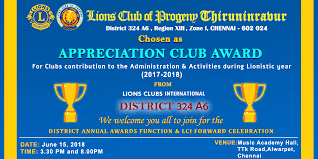 Lions Club of Progeny Thiruninravur
District 324 A6 , Region XIII , Zone I, CHENNAI - 602 024
Chosen as
APPRECIATION CLUB AWARD
For Clubs contribution to the Administration & Activities during Lionistic year
(2017-2018)
FROM
LIONS CLUBS INTERNATIONAL
DISTRICT 324 A6
We welcome you all to join for the
DISTRICT ANNUAL AWARDS FUNCTION & LCI FORWARD CELEBRATION
DATE: June 15, 2018
TIME: 3.30 PM and 8.00PM
VENUE:Music Academy Hall,
TTk Road,Alwarpet,
Chennai